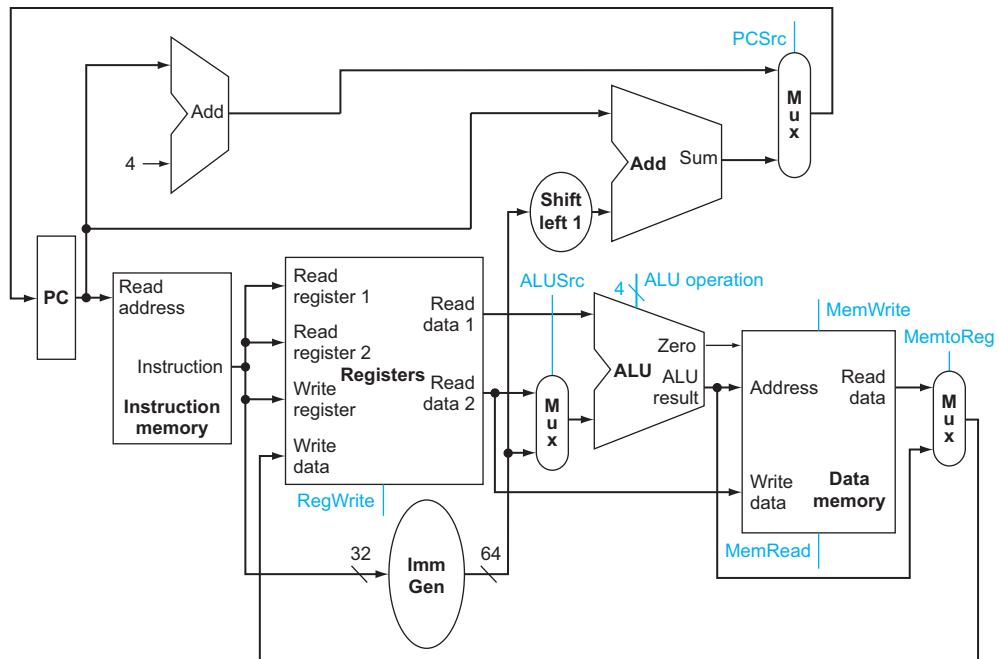 PCSrc
Add
4
M
u
x
Add
Sum
Shift
left 1
PC
Read
address
Instruction
Instruction
memory
Read
register 1
Read
register 2
Write
register
Write
data
Registers
Read
data 1
Read
data 2
RegWrite
ALUSrc
M
u
x
4
ALU operation
Zero
ALU
ALU
result
MemWrite
Address
Read
data
Write
data
Data
memory
MemRead
MemtoReg
M
u
x
32
Imm
Gen
64